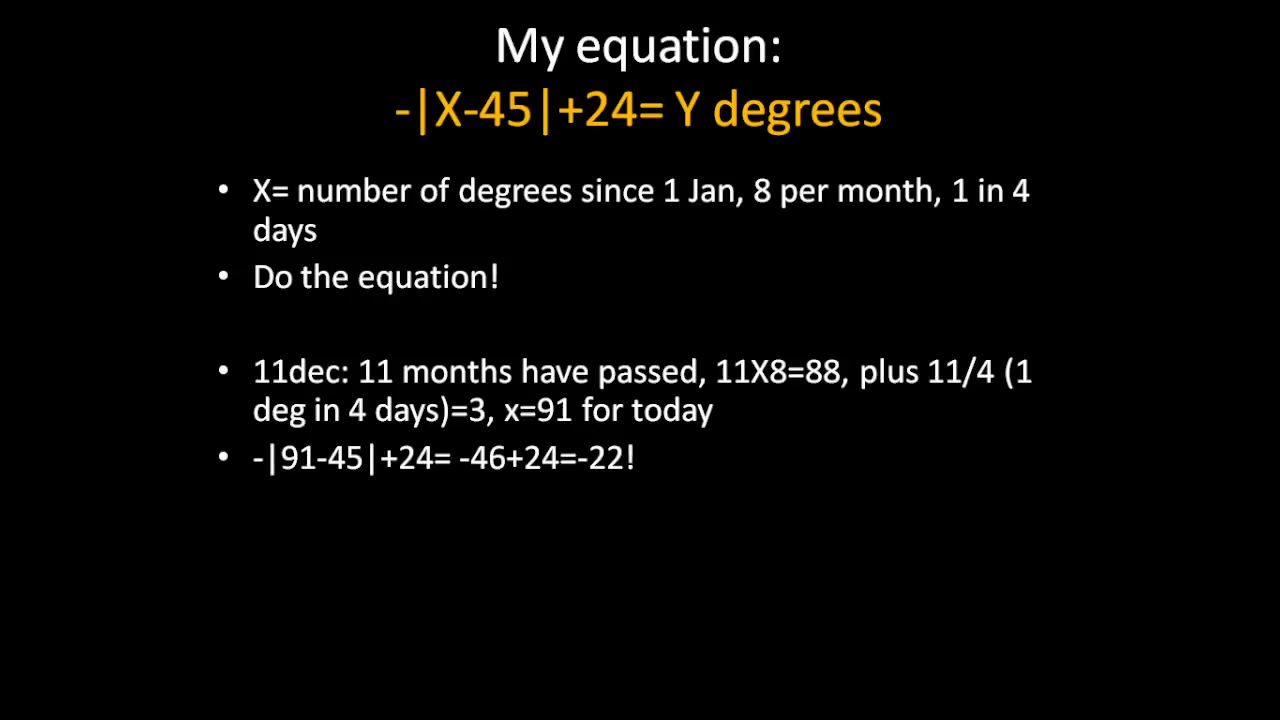 My equation:
-|X-45|+24= Y degrees
• X= number of degrees since 1 Jan, 8 per month, 1 in 4
days
• Do the equation!
• 11dec: 11 months have passed, 11X8=88, plus 11/4 (1
deg in 4 days)=3, x=91 for today
• -|91-45|+24= -46+24=-22!